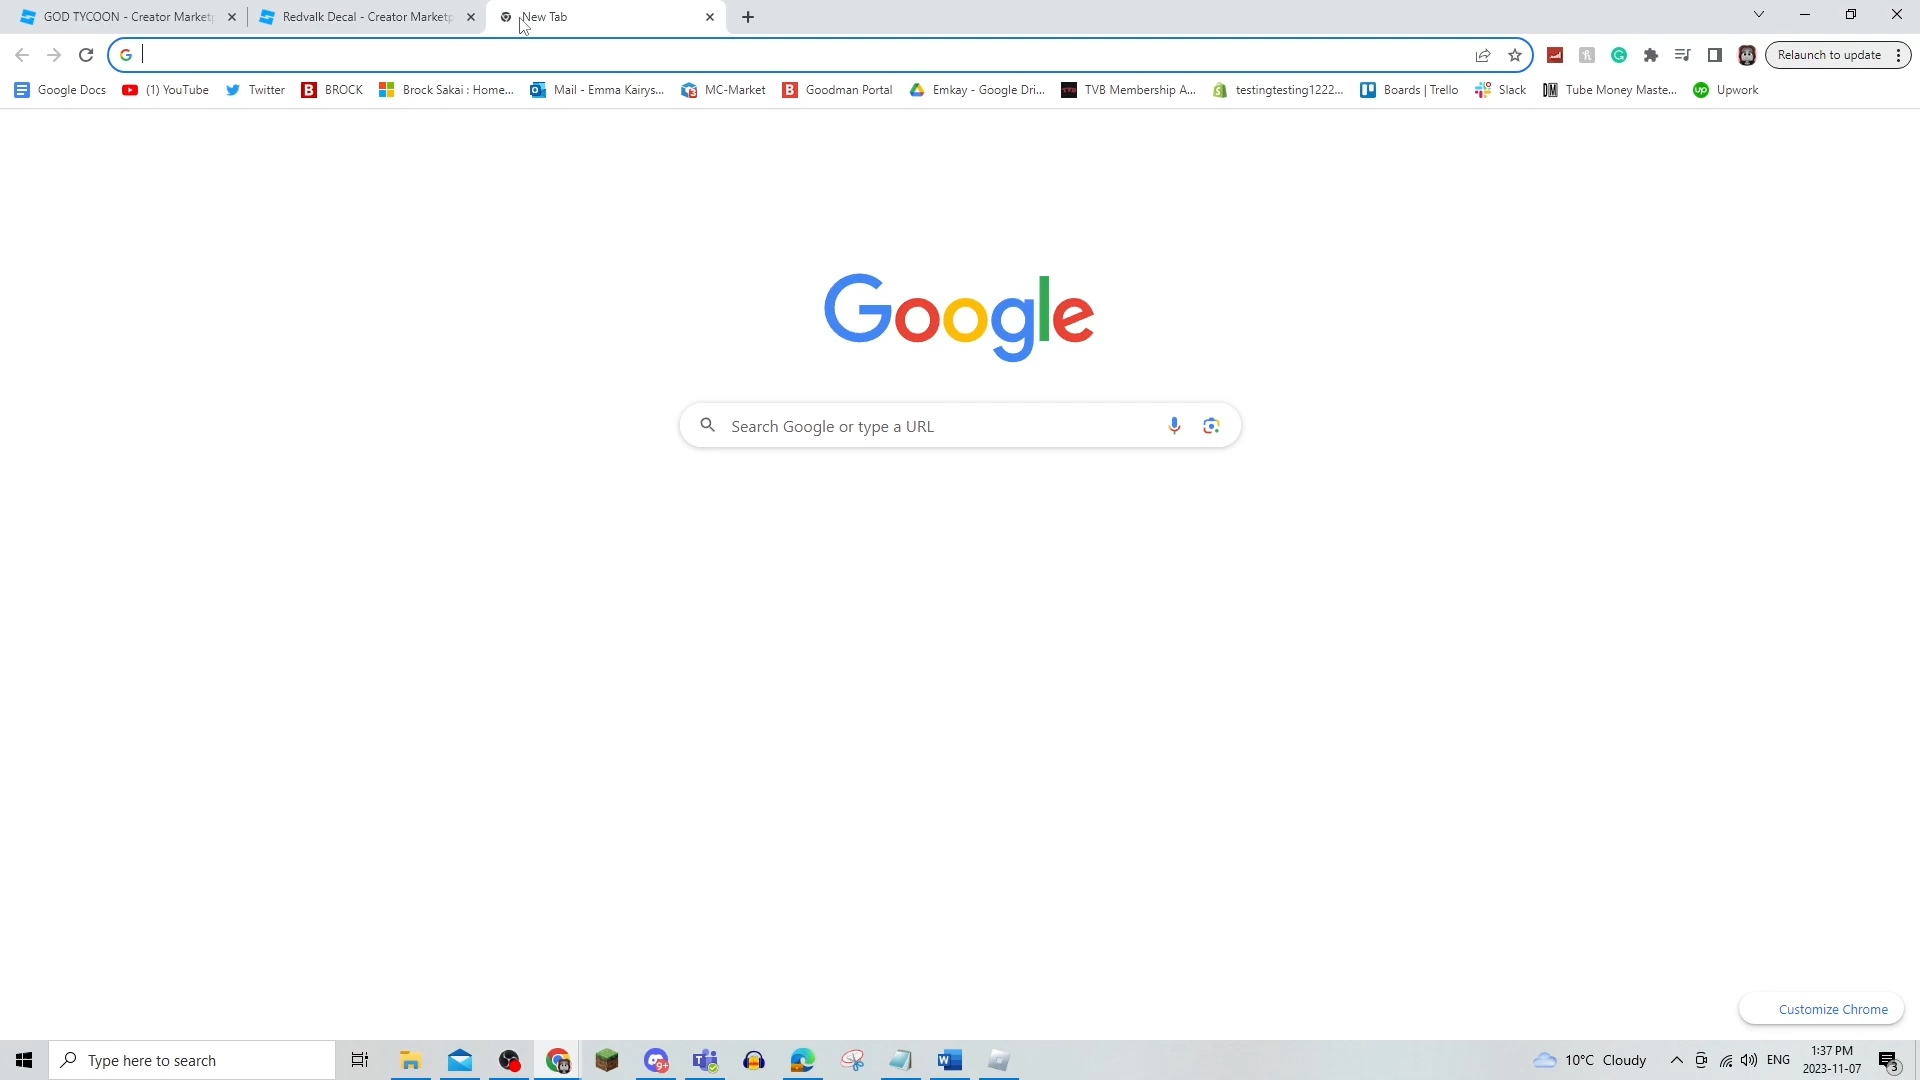 GOD TYCOON - Creator Marketp
Redvalk Decal - Creator Marketp
New Tab
Relaunch to update
Google Docs
(1) YouTube
Twitter
BROCK
Brock Sakai : Home...
Mail - Emma Kairys...
MC-Market
Goodman Portal
Emkay - Google Dri...
TVB Membership A...
testingtesting1222...
Boards | Trello
Slack
Tube Money Maste...
Upwork
Google
Search Google or type a URL
Customize Chrome
Type here to search
9+
10°C Cloudy
ENG
1:37 PM
2023-11-07
3